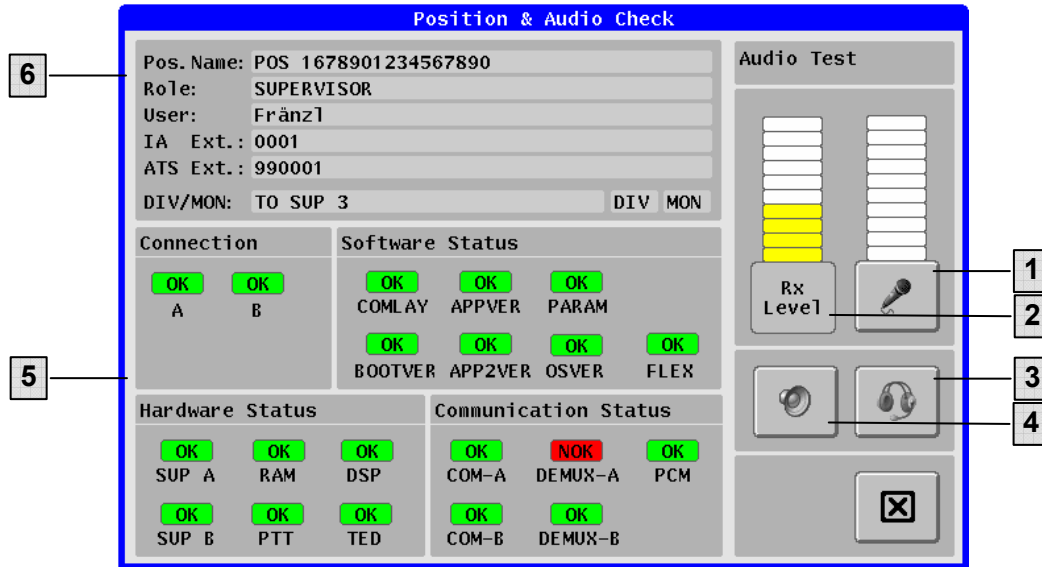 Position & Audio Check
6
Pos. Name: POS 1678901234567890
Role: SUPERVISOR
User: Fränzl
IA Ext.: 0001
ATS Ext.: 990001
DIV/MON: TO SUP 3 DIV MON
Audio Test
Connection
OK OK
A B
Software Status
OK OK OK
COMLAY APPVER PARAM
OK OK OK OK
BOOTVER APP2VER OSVER FLEX
Rx
Level
1
2
5
Hardware Status
OK OK OK
SUP A RAM DSP
OK OK OK
SUP B PTT TED
Communication Status
OK NOK OK
COM-A DEMUX-A PCM
OK OK
COM-B DEMUX-B
3
4